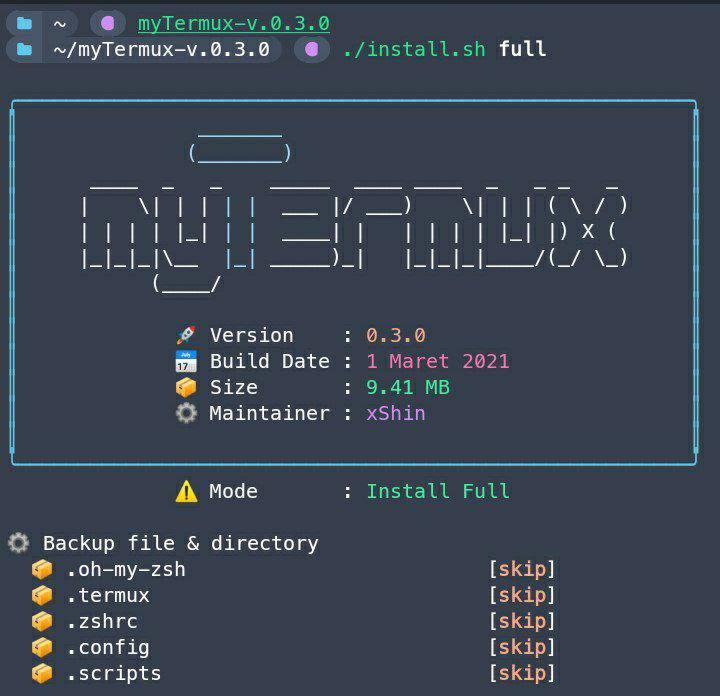 ~ myTermux-v.0.3.0
~/myTermux-v.0.3.0 ./install.sh full
myTermux
Version : 0.3.0
Build Date : 1 Maret 2021
Size : 9.41 MB
Maintainer : xShin
Mode : Install Full
Backup file & directory
.oh-my-zsh [skip]
.termux [skip]
.zshrc [skip]
.config [skip]
.scripts [skip]